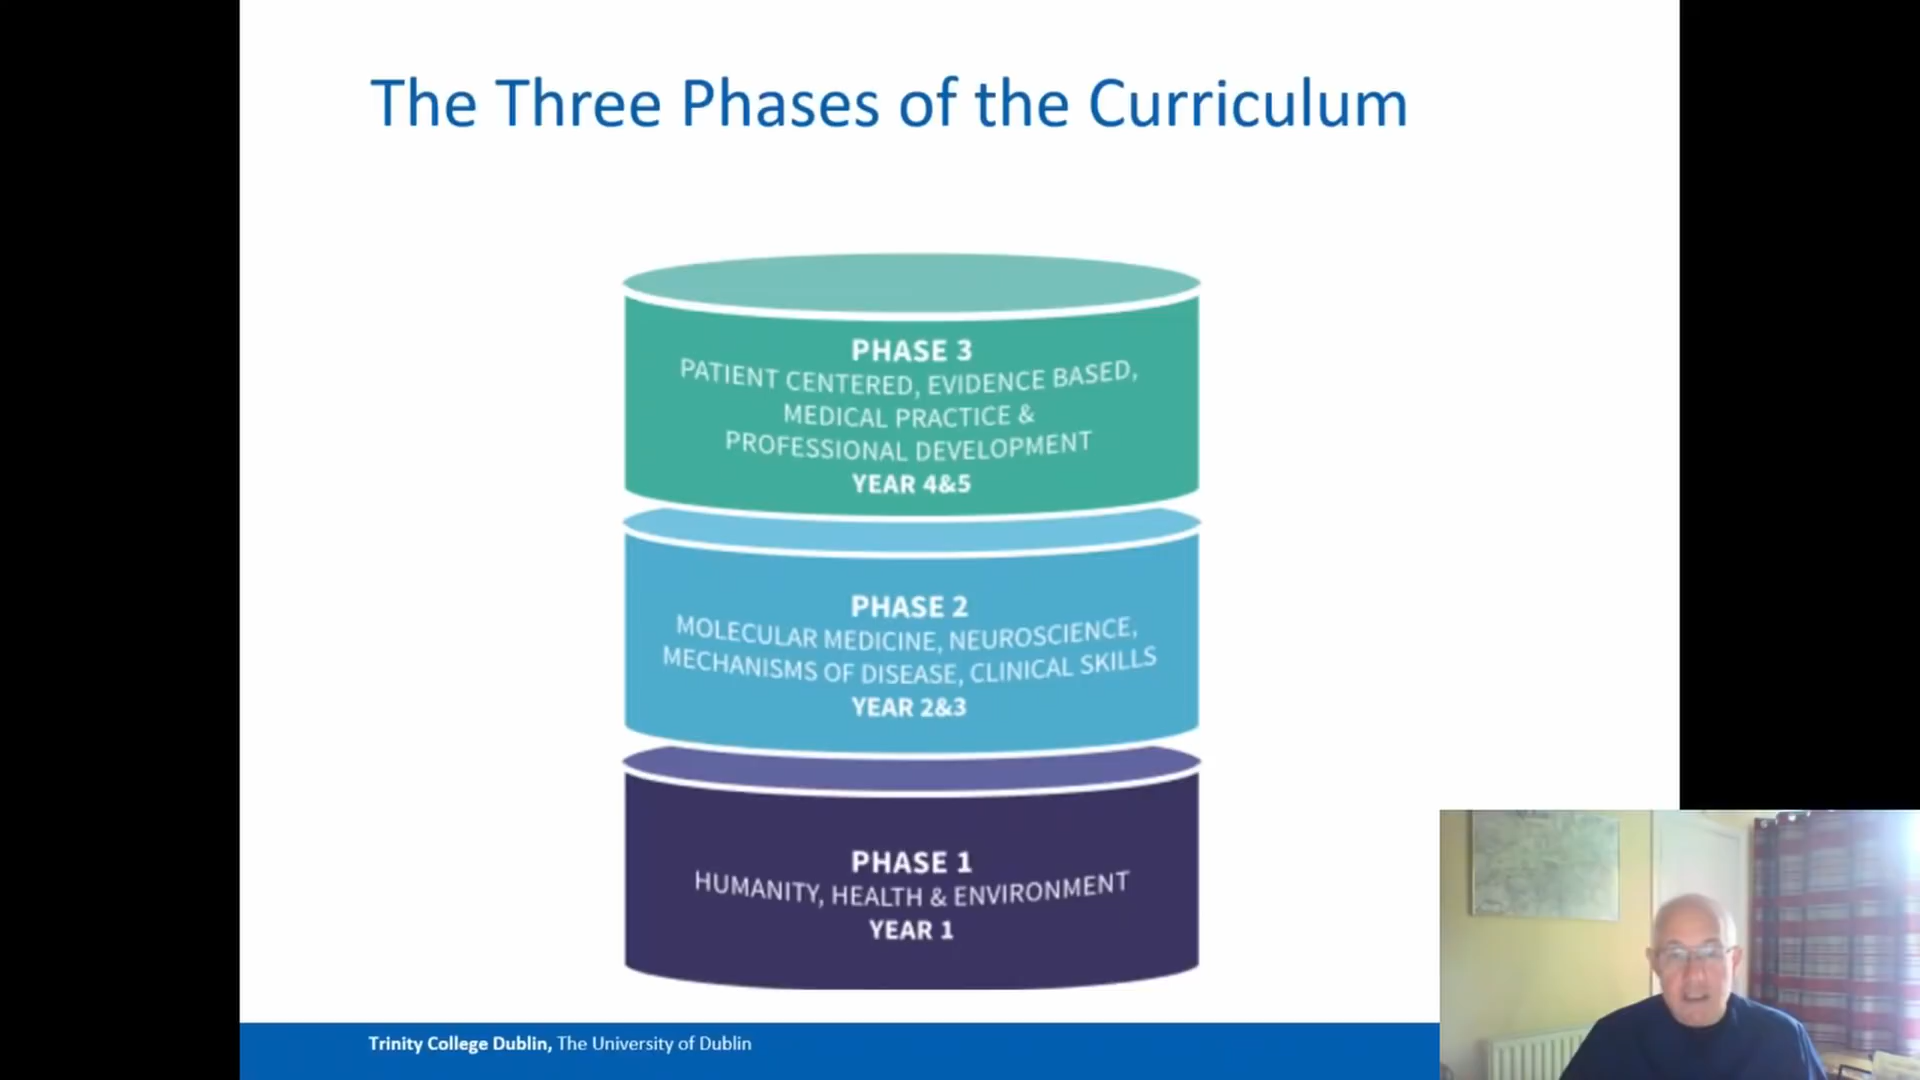 The Three Phases of the Curriculum
PHASE 3
PATIENT CENTERED, EVIDENCE BASED,
MEDICAL PRACTICE &
PROFESSIONAL DEVELOPMENT
YEAR 4&5
PHASE 2
MOLECULAR MEDICINE, NEUROSCIENCE,
MECHANISMS OF DISEASE, CLINICAL SKILLS
YEAR 2&3
PHASE 1
HUMANITY, HEALTH & ENVIRONMENT
YEAR 1
Trinity College Dublin, The University of Dublin